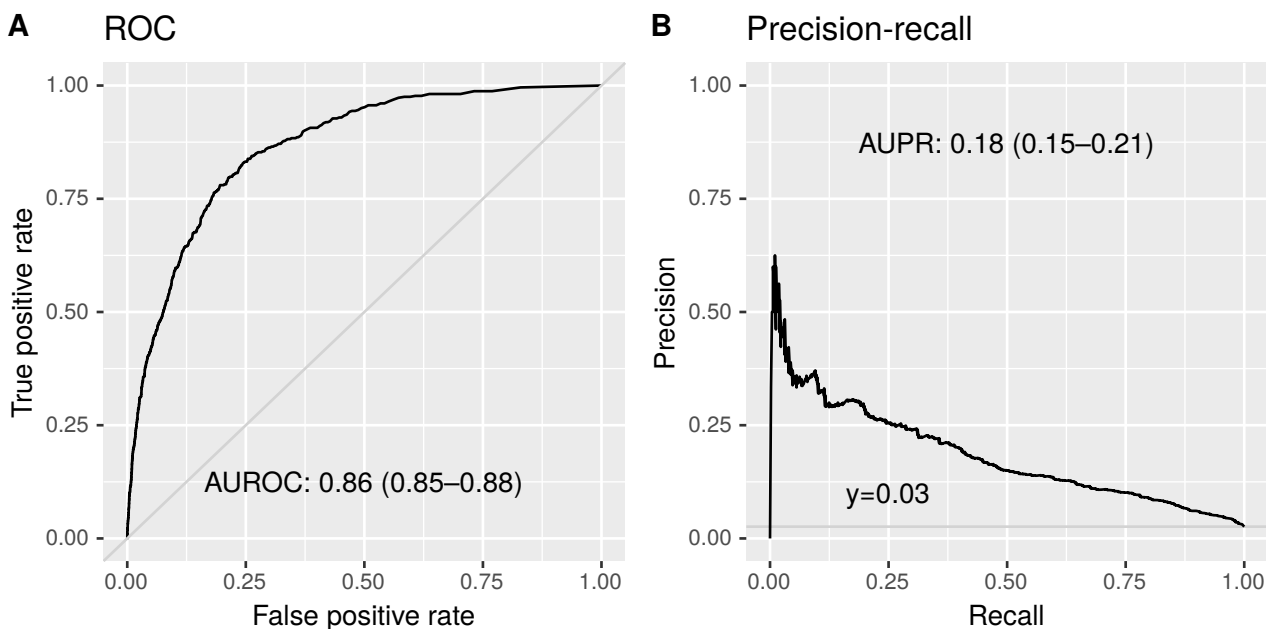 A ROC
1.00
0.75
0.50
0.25
0.00
True positive rate
AUROC: 0.86 (0.85–0.88)
0.00 0.25 0.50 0.75 1.00
False positive rate
B Precision-recall
1.00
0.75
0.50
0.25
0.00
Precision
AUPR: 0.18 (0.15–0.21)
y=0.03
0.00 0.25 0.50 0.75 1.00
Recall